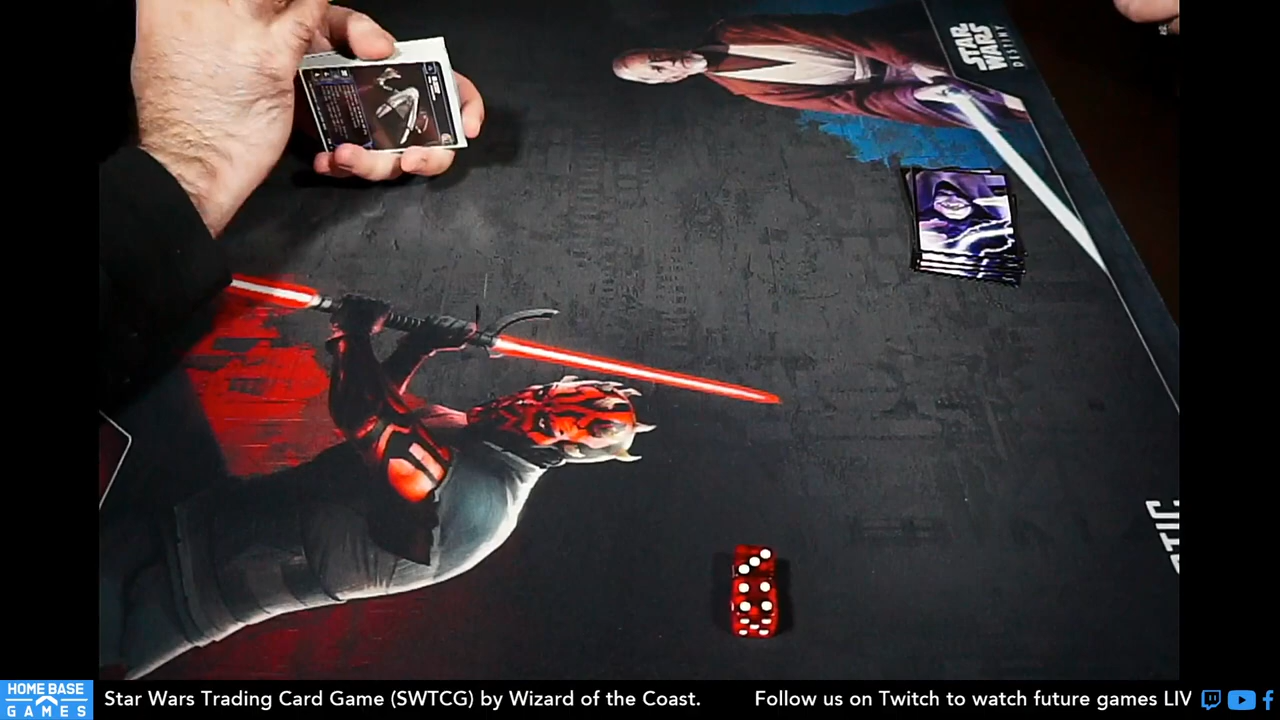 STAR
WARS
DESTINY
HOME BASE
GAMES
Star Wars Trading Card Game (SWTCG) by Wizard of the Coast.
Follow us on Twitch to watch future games LIV